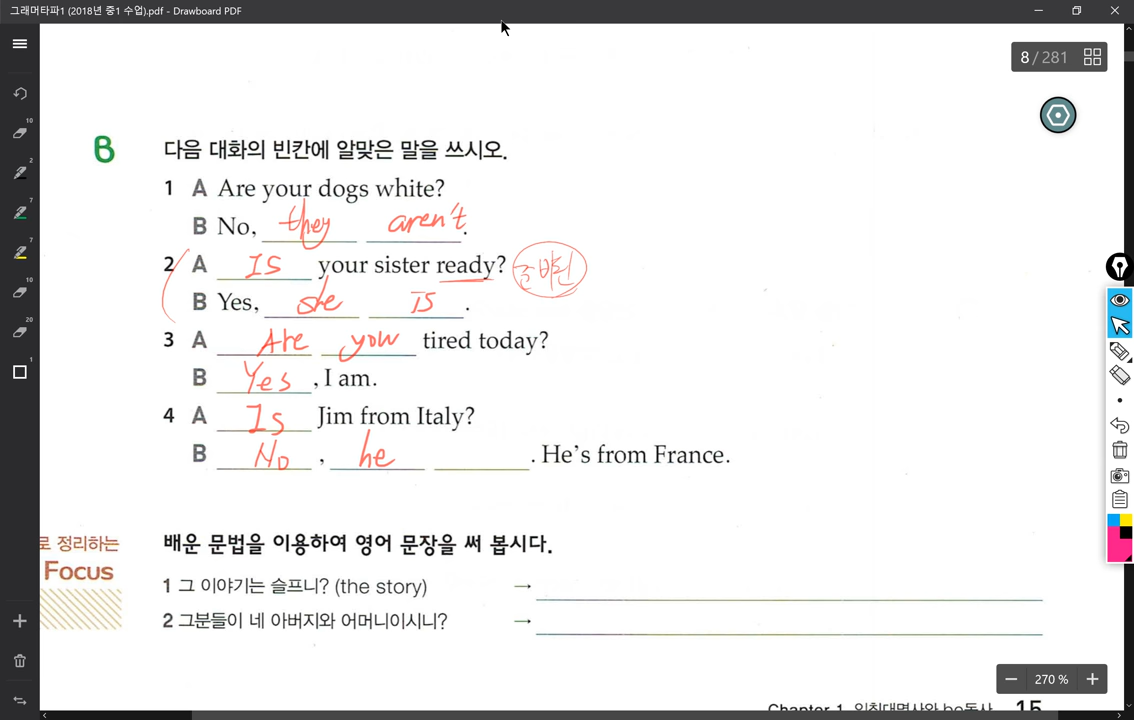 그래머타파1 (2018년 중1 수업).pdf - Drawboard PDF
8 / 281
B 다음 대화의 빈칸에 알맞은 말을 쓰시오.
1 A Are your dogs white?
B No, they aren't.
2 A Is your sister ready? 준비된
B Yes, she is.
3 A Are you tired today?
B Yes, I am.
4 A Is Jim from Italy?
B No, he . He's from France.
로 정리하는
Focus
배운 문법을 이용하여 영어 문장을 써 봅시다.
1 그 이야기는 슬프니? (the story) →
2 그분들이 네 아버지와 어머니이시니? →
270 %
Chapter 1 인칭대명사와 be동사 15
10
2
7
7
10
20
1